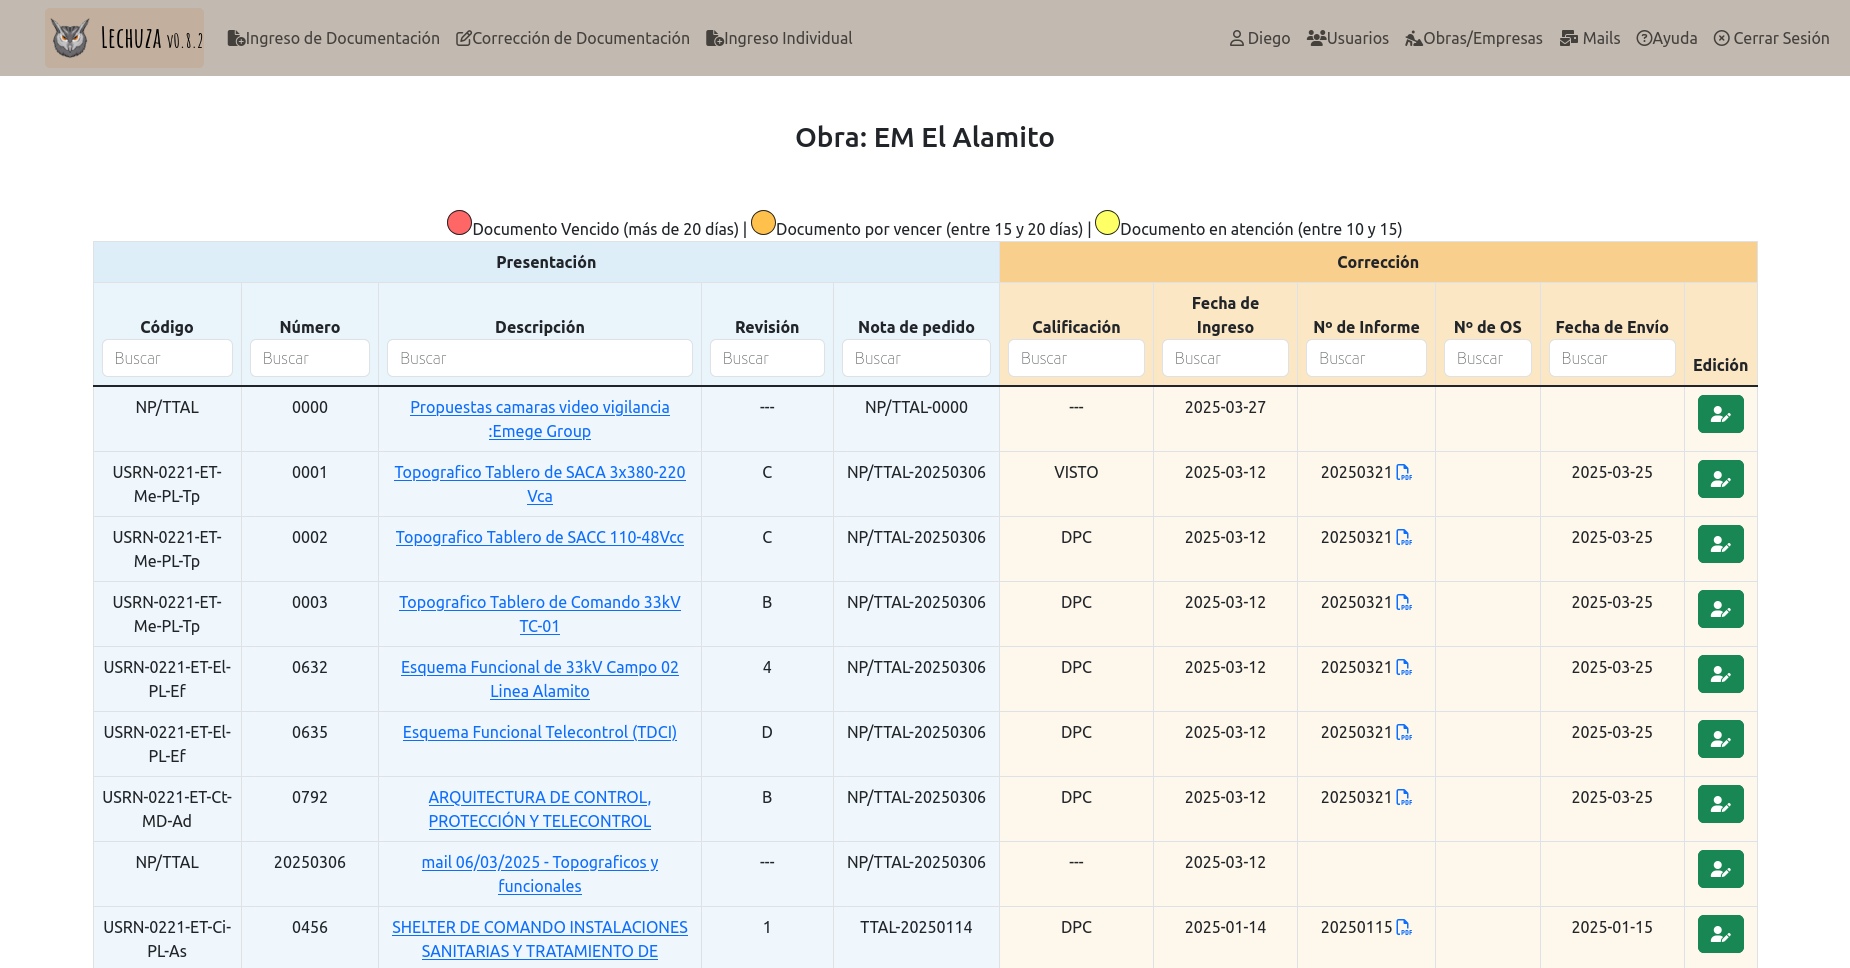 Lechuza v0.8.2 Ingreso de Documentación Corrección de Documentación Ingreso Individual Diego Usuarios Obras/Empresas Mails Ayuda Cerrar Sesión
Obra: EM El Alamito
Documento Vencido (más de 20 días) | Documento por vencer (entre 15 y 20 días) | Documento en atención (entre 10 y 15)
Presentación Corrección
Código Número Descripción Revisión Nota de pedido Calificación Fecha de Ingreso Nº de Informe Nº de OS Fecha de Envío Edición
Buscar Buscar Buscar Buscar Buscar Buscar Buscar Buscar Buscar Buscar
NP/TTAL 0000 Propuestas camaras video vigilancia --- NP/TTAL-0000 --- 2025-03-27
:Emege Group
USRN-0221-ET- 0001 Topografico Tablero de SACA 3x380-220 C NP/TTAL-20250306 VISTO 2025-03-12 20250321 PDF 2025-03-25
Me-PL-Tp Vca
USRN-0221-ET- 0002 Topografico Tablero de SACC 110-48Vcc C NP/TTAL-20250306 DPC 2025-03-12 20250321 PDF 2025-03-25
Me-PL-Tp
USRN-0221-ET- 0003 Topografico Tablero de Comando 33kV B NP/TTAL-20250306 DPC 2025-03-12 20250321 PDF 2025-03-25
Me-PL-Tp TC-01
USRN-0221-ET-El- 0632 Esquema Funcional de 33kV Campo 02 4 NP/TTAL-20250306 DPC 2025-03-12 20250321 PDF 2025-03-25
PL-Ef Linea Alamito
USRN-0221-ET-El- 0635 Esquema Funcional Telecontrol (TDCI) D NP/TTAL-20250306 DPC 2025-03-12 20250321 PDF 2025-03-25
PL-Ef
USRN-0221-ET-Ct- 0792 ARQUITECTURA DE CONTROL, B NP/TTAL-20250306 DPC 2025-03-12 20250321 PDF 2025-03-25
MD-Ad PROTECCIÓN Y TELECONTROL
NP/TTAL 20250306 mail 06/03/2025 - Topograficos y --- NP/TTAL-20250306 --- 2025-03-12
funcionales
USRN-0221-ET-Ci- 0456 SHELTER DE COMANDO INSTALACIONES 1 TTAL-20250114 DPC 2025-01-14 20250115 PDF 2025-01-15
PL-As SANITARIAS Y TRATAMIENTO DE